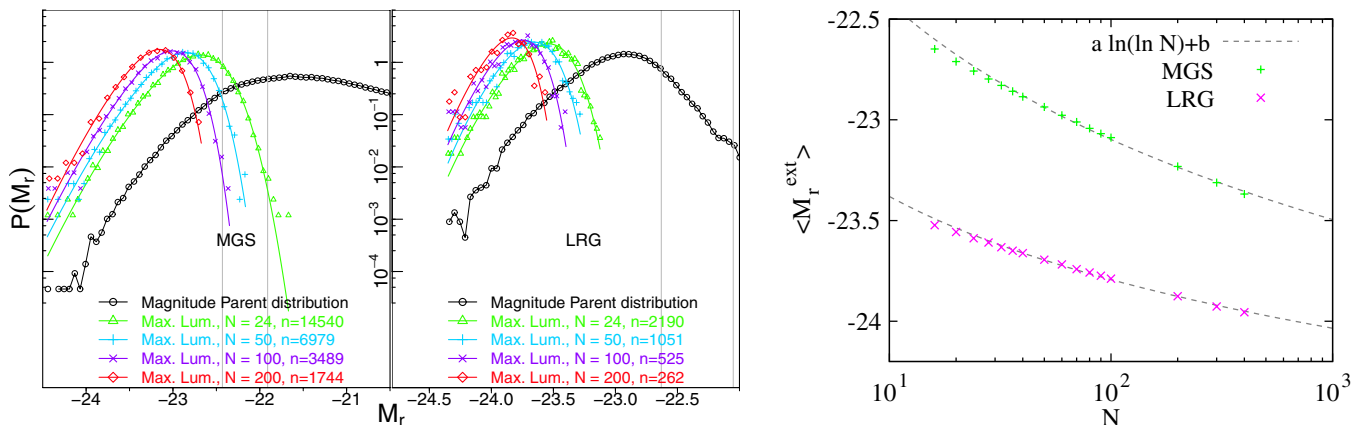 P(M_r)
1
10^−1
10^−2
10^−3
10^−4
MGS
Magnitude Parent distribution
Max. Lum., N = 24, n=14540
Max. Lum., N = 50, n=6979
Max. Lum., N = 100, n=3489
Max. Lum., N = 200, n=1744
−24 −23 −22 −21
LRG
Magnitude Parent distribution
Max. Lum., N = 24, n=2190
Max. Lum., N = 50, n=1051
Max. Lum., N = 100, n=525
Max. Lum., N = 200, n=262
−24.5 −24.0 −23.5 −23.0 −22.5
M_r
<M_r^ext>
-22.5
-23
-23.5
-24
a ln(ln N)+b
MGS
LRG
10^1 10^2 10^3
N